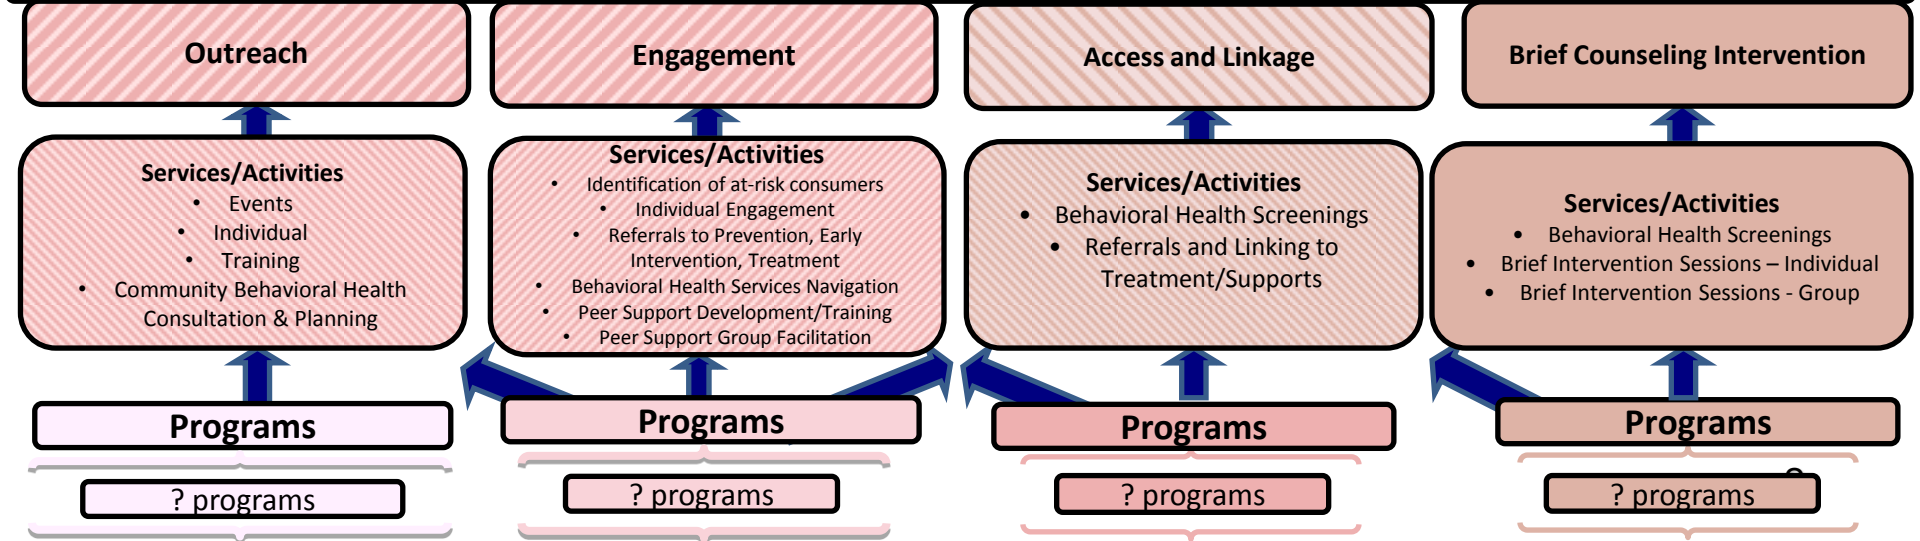 Outreach
Engagement
Access and Linkage
Brief Counseling Intervention
Services/Activities
• Events
• Individual
• Training
• Community Behavioral Health
Consultation & Planning
Services/Activities
• Identification of at-risk consumers
• Individual Engagement
• Referrals to Prevention, Early
Intervention, Treatment
• Behavioral Health Services Navigation
• Peer Support Development/Training
• Peer Support Group Facilitation
Services/Activities
• Behavioral Health Screenings
• Referrals and Linking to
Treatment/Supports
Services/Activities
• Behavioral Health Screenings
• Brief Intervention Sessions – Individual
• Brief Intervention Sessions - Group
Programs
Programs
Programs
Programs
? programs
? programs
? programs
? programs